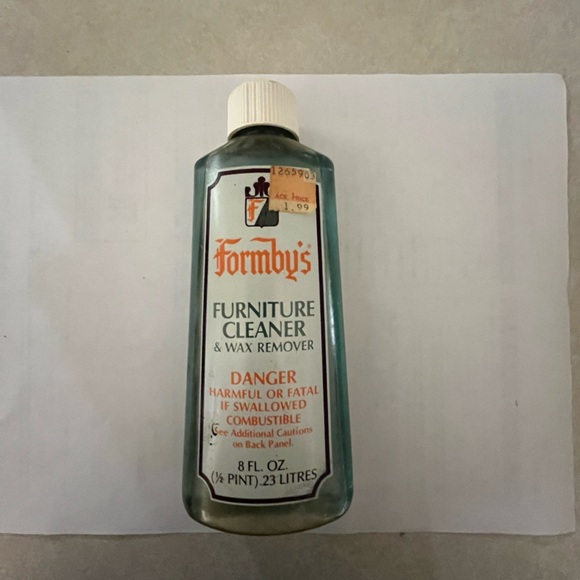 1265903
1.99
F
Formby's®
FURNITURE
CLEANER
& WAX REMOVER
DANGER
HARMFUL OR FATAL
IF SWALLOWED
COMBUSTIBLE
See Additional Cautions
on Back Panel.
8 FL. OZ.
(½ PINT).23 LITRES